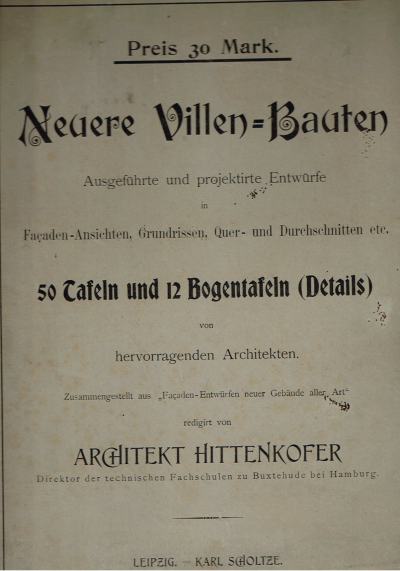 Preis 30 Mark.
Neuere Villen=Bauten
Ausgeführte und projektirte Entwürfe
in
Façaden-Ansichten, Grundrissen, Quer- und Durchschnitten etc.
50 Tafeln und 12 Bogentafeln (Details)
von
hervorragenden Architekten.
Zusammengestellt aus „Façaden-Entwürfen neuer Gebäude aller Art“
redigirt von
ARCHITEKT HITTENKOFER
Direktor der technischen Fachschulen zu Buxtehude bei Hamburg.
LEIPZIG. — KARL SCHOLTZE.